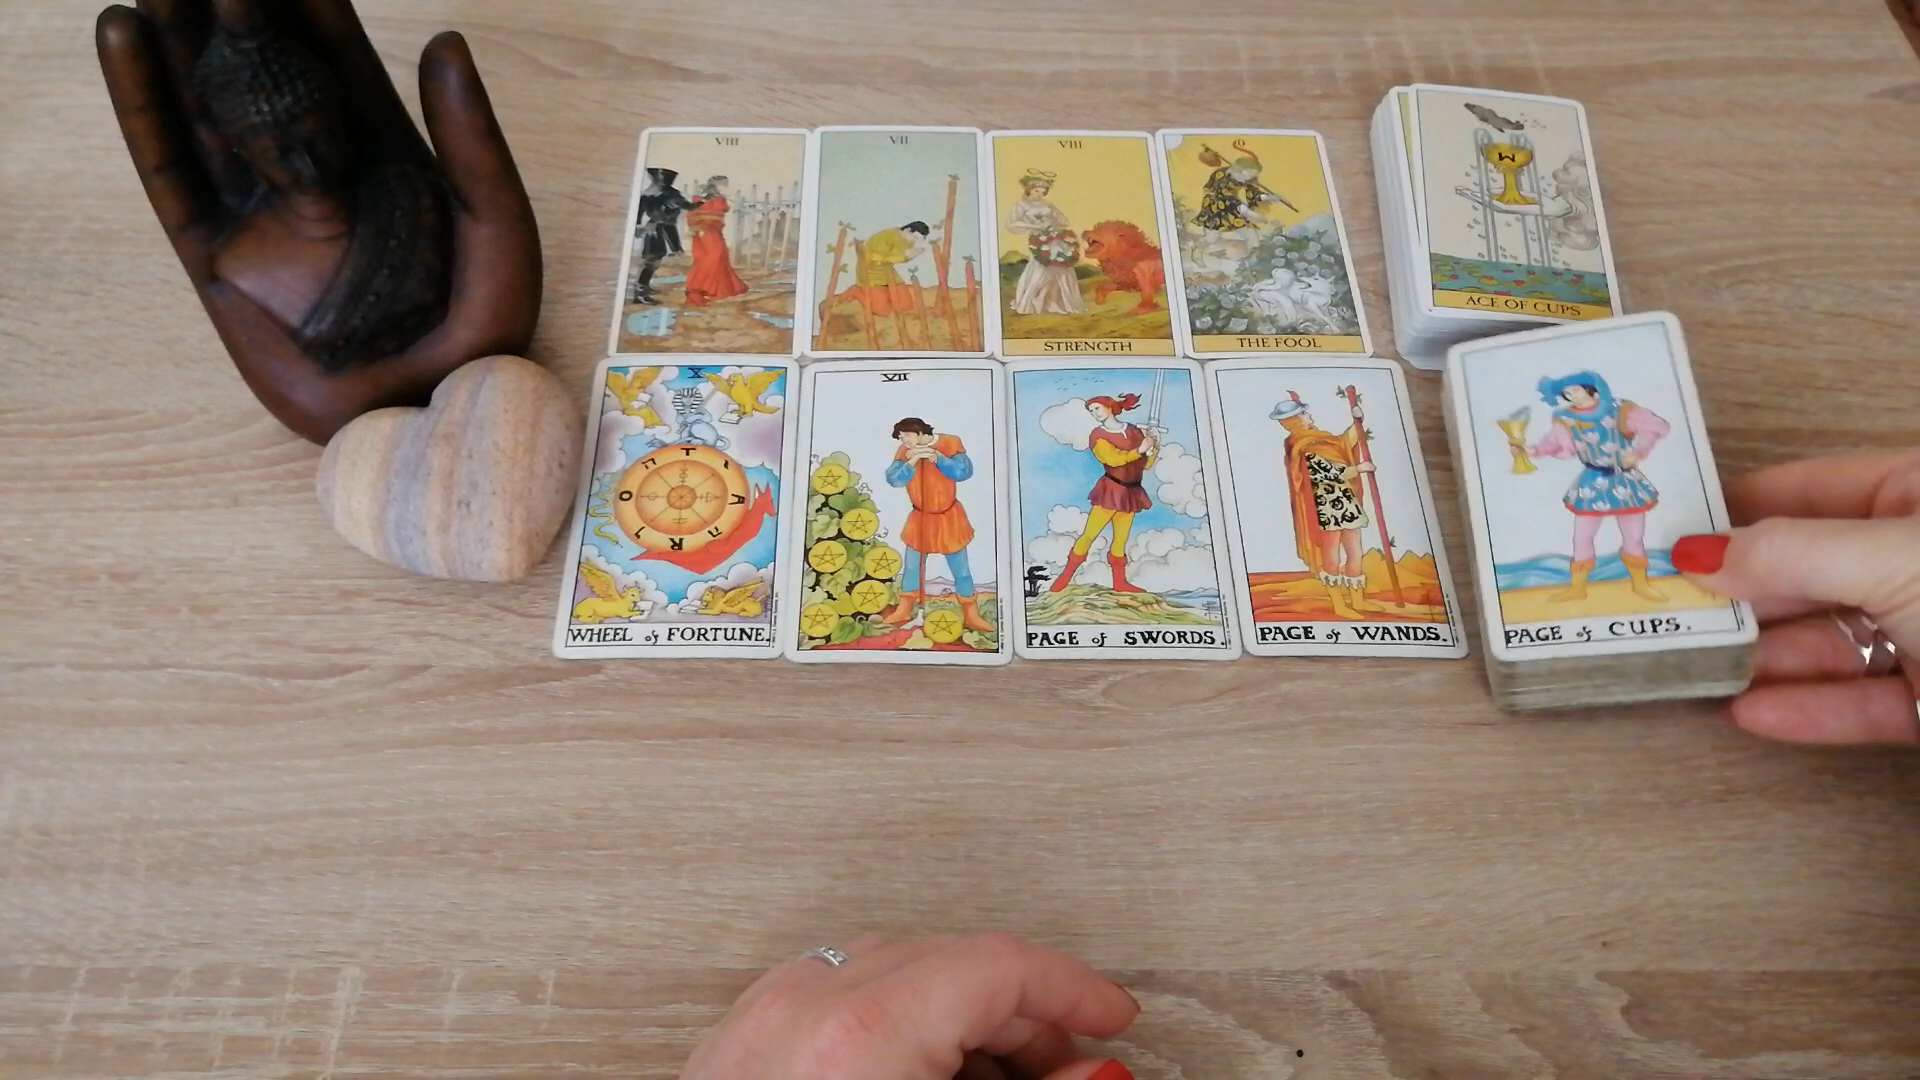 VIII
VII
VIII
STRENGTH
0
THE FOOL
ACE OF CUPS
X
WHEEL of FORTUNE.
VII
PAGE of SWORDS.
PAGE of WANDS.
PAGE of CUPS.